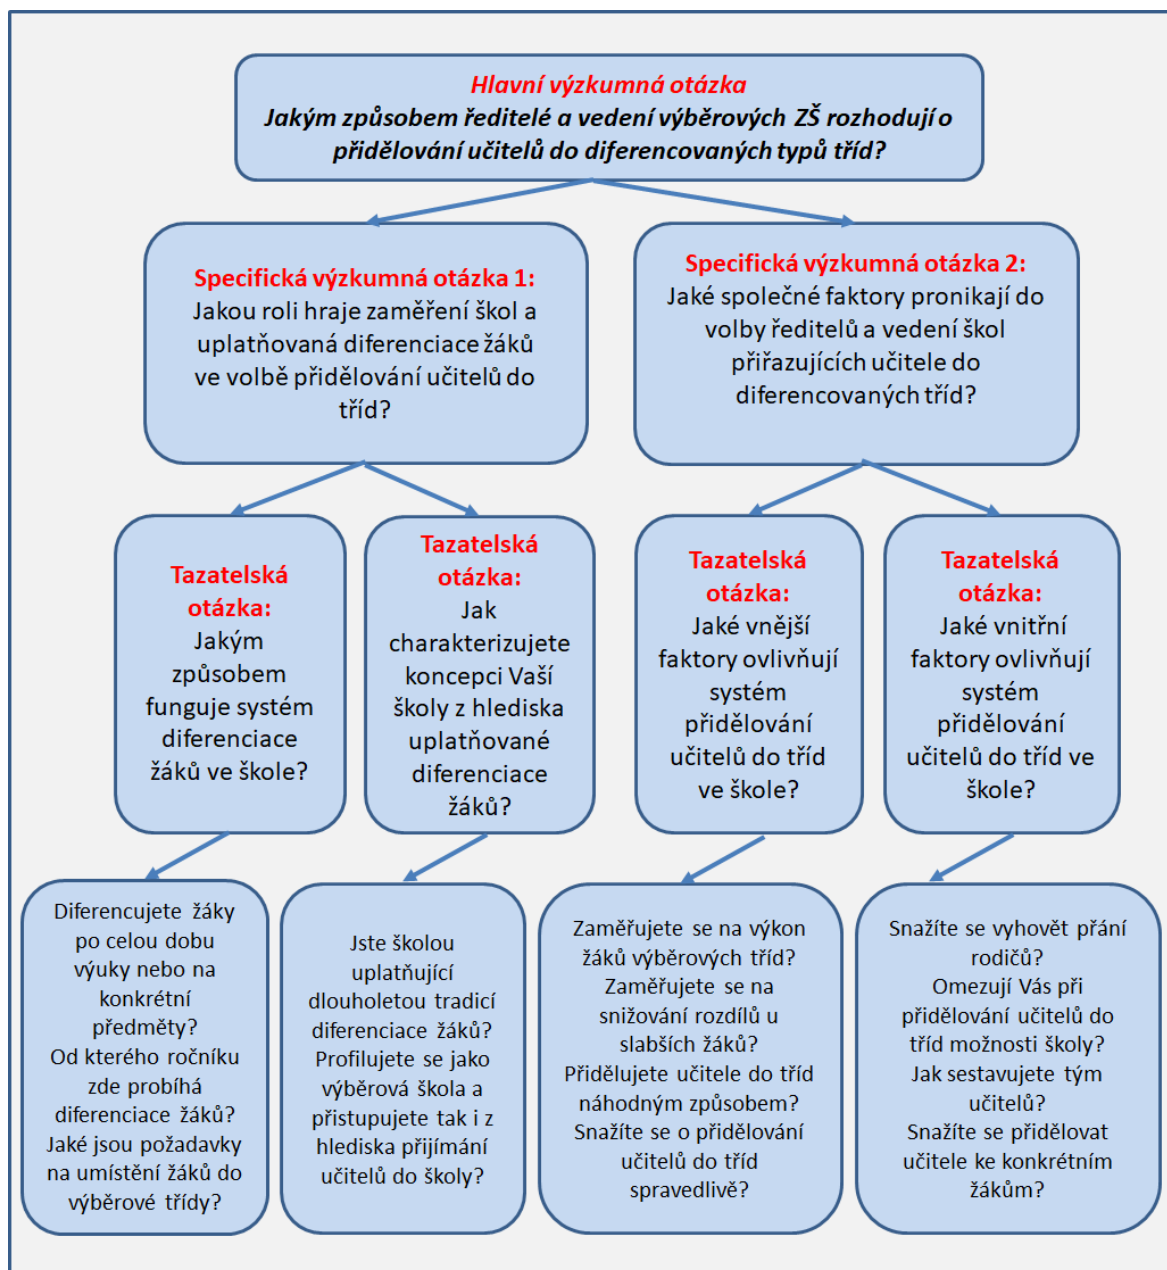 Hlavní výzkumná otázka
Jakým způsobem ředitelé a vedení výběrových ZŠ rozhodují o
přidělování učitelů do diferencovaných typů tříd?
Specifická výzkumná otázka 1:
Jakou roli hraje zaměření škol a
uplatňovaná diferenciace žáků
ve volbě přidělování učitelů do
tříd?
Specifická výzkumná otázka 2:
Jaké společné faktory pronikají do
volby ředitelů a vedení škol
přiřazujících učitele do
diferencovaných tříd?
Tazatelská
otázka:
Jakým
způsobem
funguje systém
diferenciace
žáků ve škole?
Tazatelská
otázka:
Jak
charakterizujete
koncepci Vaší
školy z hlediska
uplatňované
diferenciace
žáků?
Tazatelská
otázka:
Jaké vnější
faktory ovlivňují
systém
přidělování
učitelů do tříd
ve škole?
Tazatelská
otázka:
Jaké vnitřní
faktory ovlivňují
systém
přidělování
učitelů do tříd ve
škole?
Diferencujete žáky
po celou dobu
výuky nebo na
konkrétní
předměty?
Od kterého ročníku
zde probíhá
diferenciace žáků?
Jaké jsou požadavky
na umístění žáků do
výběrové třídy?
Jste školou
uplatňující
dlouholetou tradicí
diferenciace žáků?
Profilujete se jako
výběrová škola a
přistupujete tak i z
hlediska přijímání
učitelů do školy?
Zaměřujete se na výkon
žáků výběrových tříd?
Zaměřujete se na
snižování rozdílů u
slabších žáků?
Přidělujete učitele do tříd
náhodným způsobem?
Snažíte se o přidělování
učitelů do tříd
spravedlivě?
Snažíte se vyhovět přání
rodičů?
Omezují Vás při
přidělování učitelů do
tříd možnosti školy?
Jak sestavujete tým
učitelů?
Snažíte se přidělovat
učitele ke konkrétním
žákům?